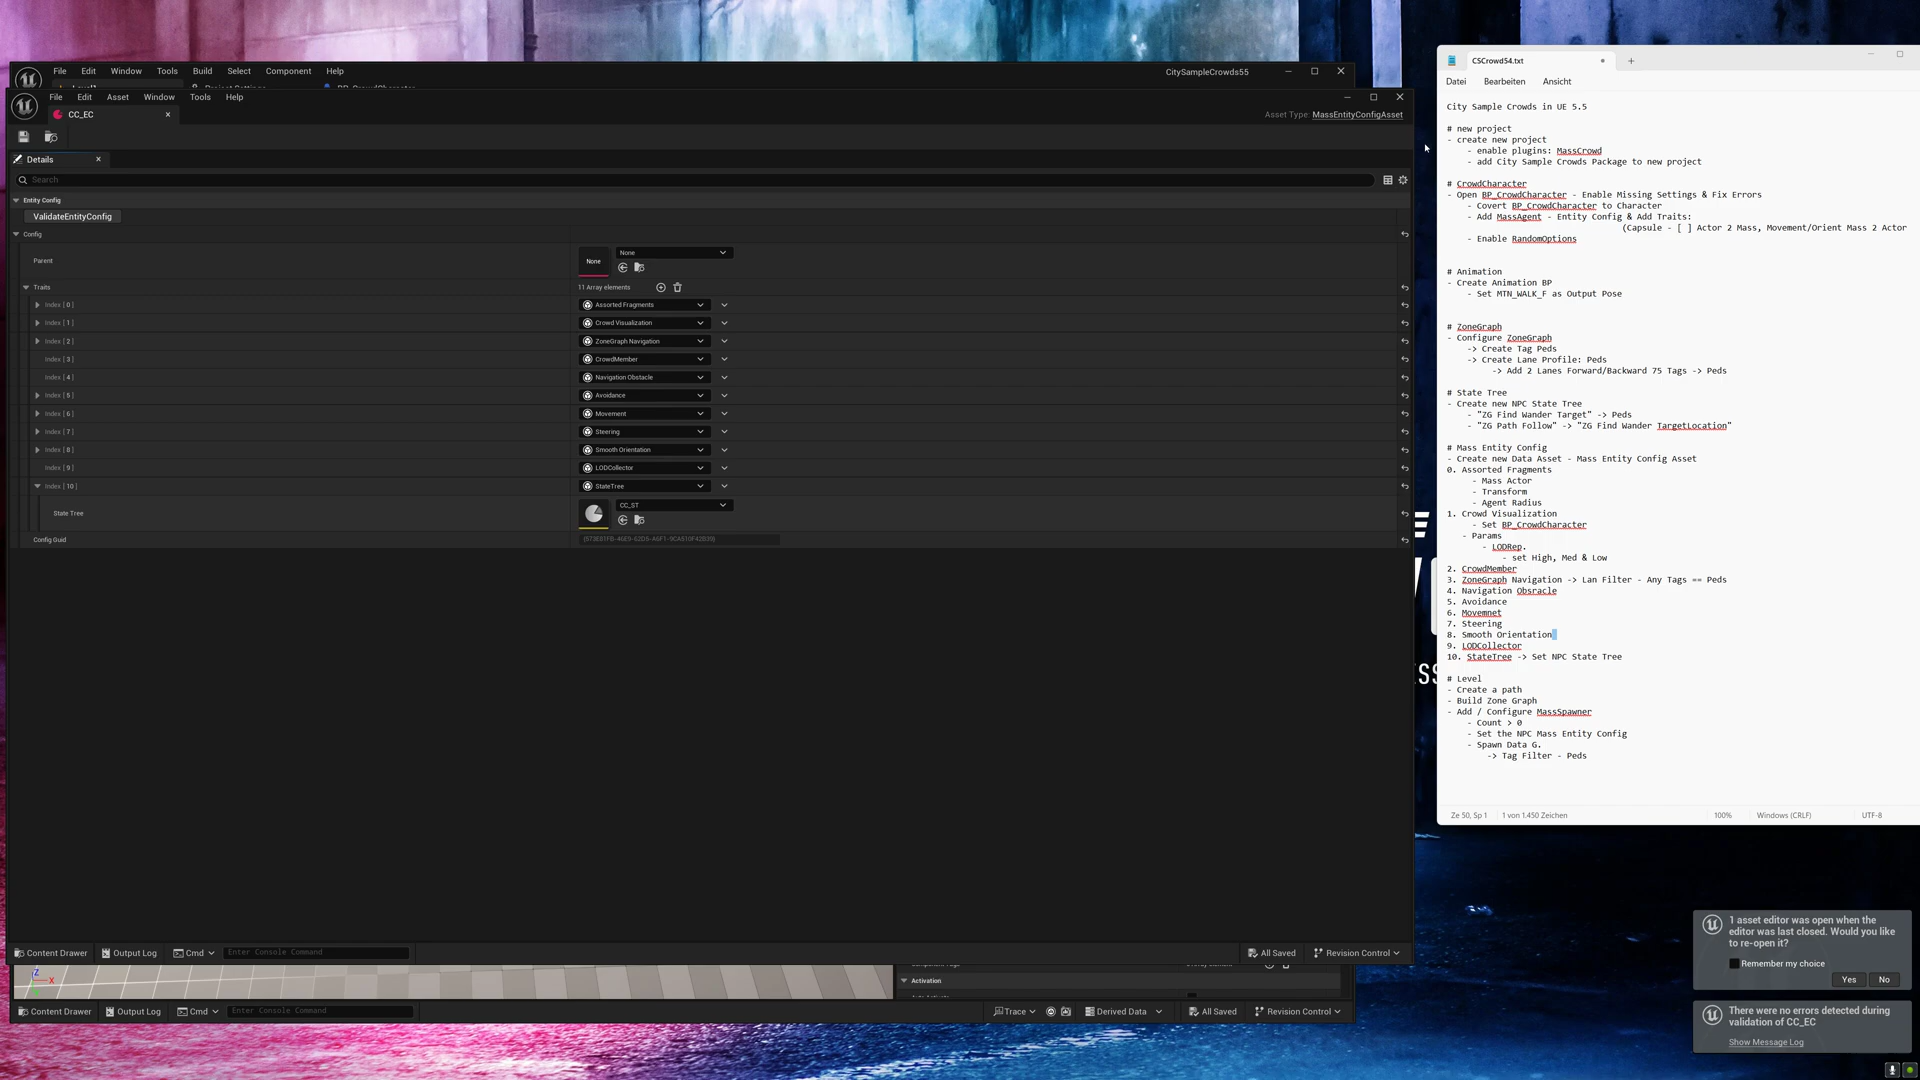 File Edit Window Tools Build Select Component Help
CitySampleCrowds55
File Edit Asset Window Tools Help
CC_EC
Asset Type: MassEntityConfigAsset
Details
Search
Entity Config
ValidateEntityConfig
Config
Parent
None
None
Traits
11 Array elements
Index [ 0 ] Assorted Fragments
Index [ 1 ] Crowd Visualization
Index [ 2 ] ZoneGraph Navigation
Index [ 3 ] CrowdMember
Index [ 4 ] Navigation Obstacle
Index [ 5 ] Avoidance
Index [ 6 ] Movement
Index [ 7 ] Steering
Index [ 8 ] Smooth Orientation
Index [ 9 ] LODCollector
Index [ 10 ] StateTree
State Tree
CC_ST
Config Guid
Content Drawer Output Log Cmd Enter Console Command
All Saved Revision Control
Activation
Content Drawer Output Log Cmd Enter Console Command
Trace Derived Data All Saved Revision Control
CSCrowd54.txt
Datei Bearbeiten Ansicht
City Sample Crowds in UE 5.5
# new project
- create new project
- enable plugins: MassCrowd
- add City Sample Crowds Package to new project
# CrowdCharacter
- Open BP_CrowdCharacter - Enable Missing Settings & Fix Errors
- Covert BP_CrowdCharacter to Character
- Add MassAgent - Entity Config & Add Traits:
(Capsule - [ ] Actor 2 Mass, Movement/Orient Mass 2 Actor
- Enable RandomOptions
# Animation
- Create Animation BP
- Set MTN_WALK_F as Output Pose
# ZoneGraph
- Configure ZoneGraph
-> Create Tag Peds
-> Create Lane Profile: Peds
-> Add 2 Lanes Forward/Backward 75 Tags -> Peds
# State Tree
- Create new NPC State Tree
- "ZG Find Wander Target" -> Peds
- "ZG Path Follow" -> "ZG Find Wander TargetLocation"
# Mass Entity Config
- Create new Data Asset - Mass Entity Config Asset
0. Assorted Fragments
- Mass Actor
- Transform
- Agent Radius
1. Crowd Visualization
- Set BP_CrowdCharacter
- Params
- LODRep.
- set High, Med & Low
2. CrowdMember
3. ZoneGraph Navigation -> Lan Filter - Any Tags == Peds
4. Navigation Obsracle
5. Avoidance
6. Movemnet
7. Steering
8. Smooth Orientation
9. LODCollector
10. StateTree -> Set NPC State Tree
# Level
- Create a path
- Build Zone Graph
- Add / Configure MassSpawner
- Count > 0
- Set the NPC Mass Entity Config
- Spawn Data G.
-> Tag Filter - Peds
Ze 50, Sp 1 1 von 1.450 Zeichen 100% Windows (CRLF) UTF-8
1 asset editor was open when the
editor was last closed. Would you like
to re-open it?
Remember my choice
Yes No
There were no errors detected during
validation of CC_EC
Show Message Log